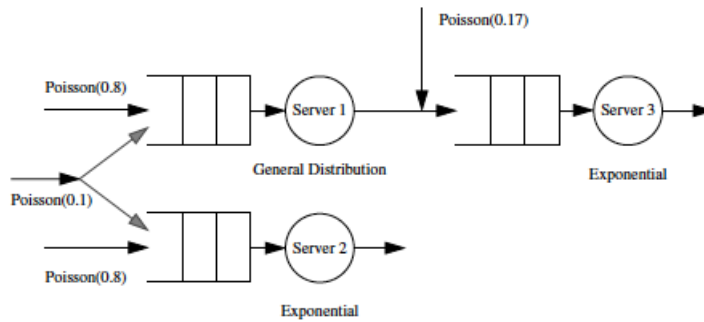 Poisson(0.17)
Poisson(0.8)
Server 1
Server 3
General Distribution
Exponential
Poisson(0.1)
Server 2
Poisson(0.8)
Exponential